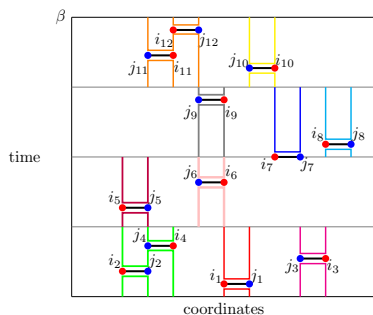 β
i₁₂ j₁₂
j₁₁ i₁₁ j₁₀ i₁₀
j₉ i₉
i₈ j₈
time i₇ j₇
j₆ i₆
i₅ j₅
j₄ i₄
i₂ j₂ j₃ i₃
i₁ j₁
coordinates